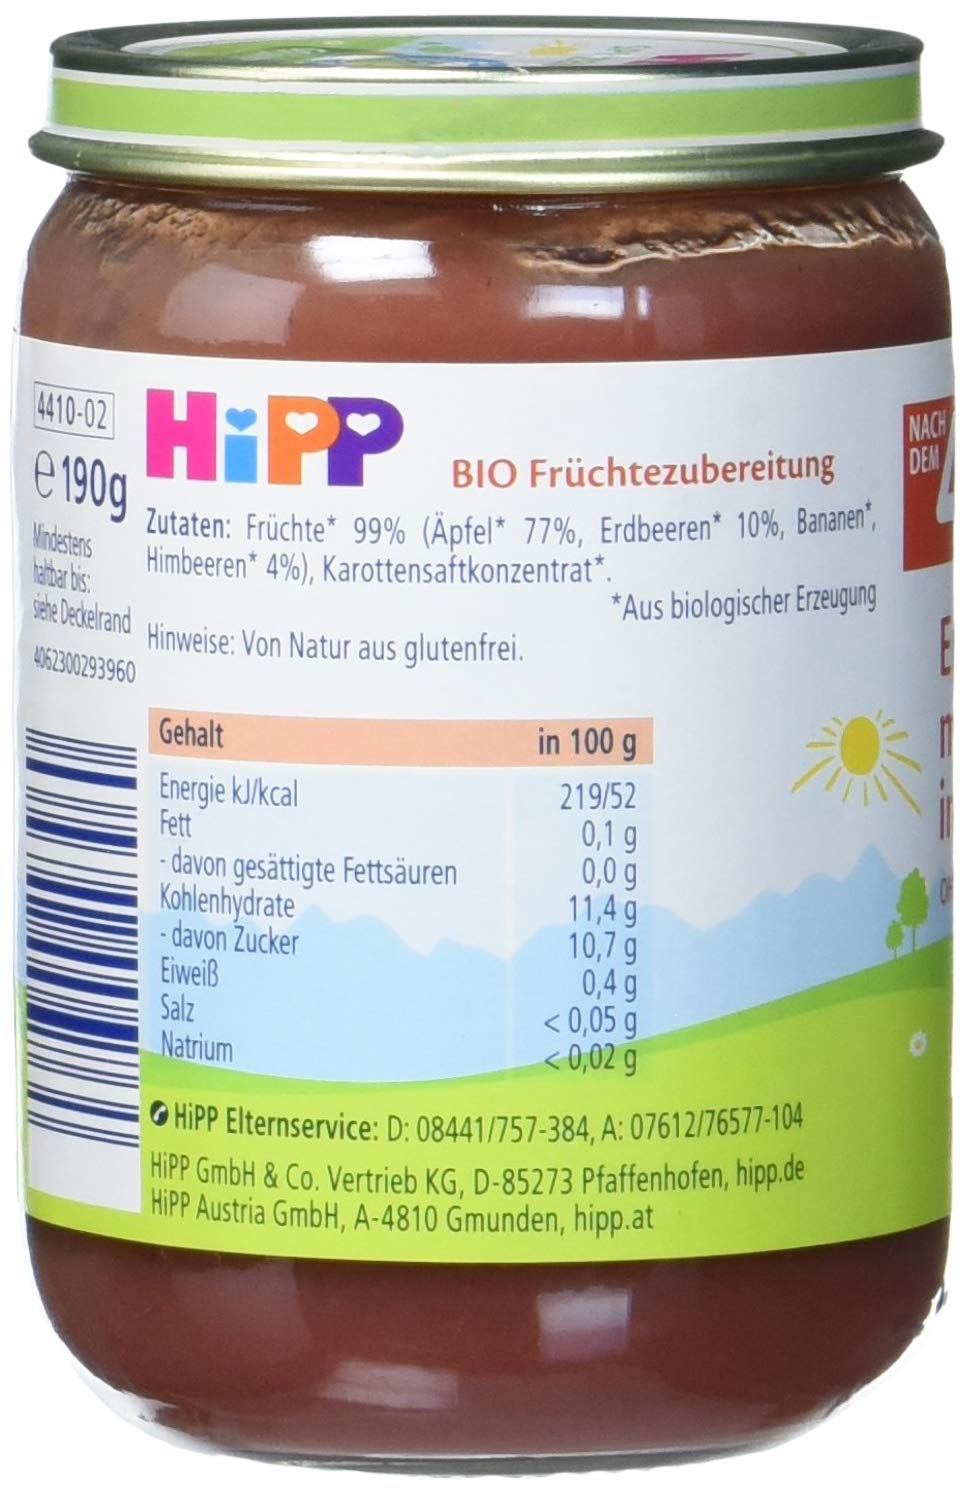 4410-02
℮ 190g
Mindestens
haltbar bis:
siehe Deckelrand
4062300293960
HiPP
BIO Früchtezubereitung
Zutaten: Früchte* 99% (Äpfel* 77%, Erdbeeren* 10%, Bananen*,
Himbeeren* 4%), Karottensaftkonzentrat*.
*Aus biologischer Erzeugung
Hinweise: Von Natur aus glutenfrei.
Gehalt in 100 g
Energie kJ/kcal 219/52
Fett 0,1 g
- davon gesättigte Fettsäuren 0,0 g
Kohlenhydrate 11,4 g
- davon Zucker 10,7 g
Eiweiß 0,4 g
Salz < 0,05 g
Natrium < 0,02 g
HiPP Elternservice: D: 08441/757-384, A: 07612/76577-104
HiPP GmbH & Co. Vertrieb KG, D-85273 Pfaffenhofen, hipp.de
HiPP Austria GmbH, A-4810 Gmunden, hipp.at
NACH
DEM